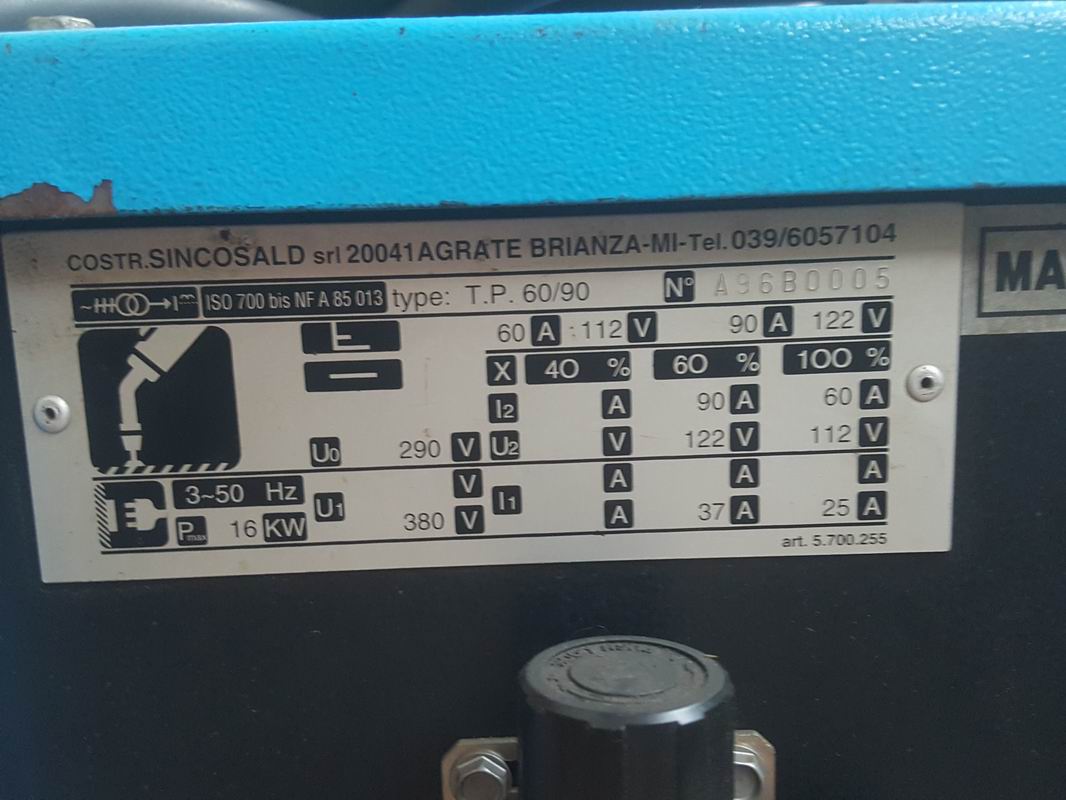 COSTR.SINCOSALD srl 20041 AGRATE BRIANZA-MI-Tel.039/6057104
ISO 700 bis NF A 85 013 type: T.P. 60/90 N° A96B0005
60 A : 112 V 90 A 122 V
X 40 % 60 % 100 %
I2 A 90 A 60 A
U0 290 V U2 V 122 V 112 V
3~50 Hz U1 V I1 A A A
Pmax 16 KW 380 V A 37 A 25 A
art. 5.700.255
MA